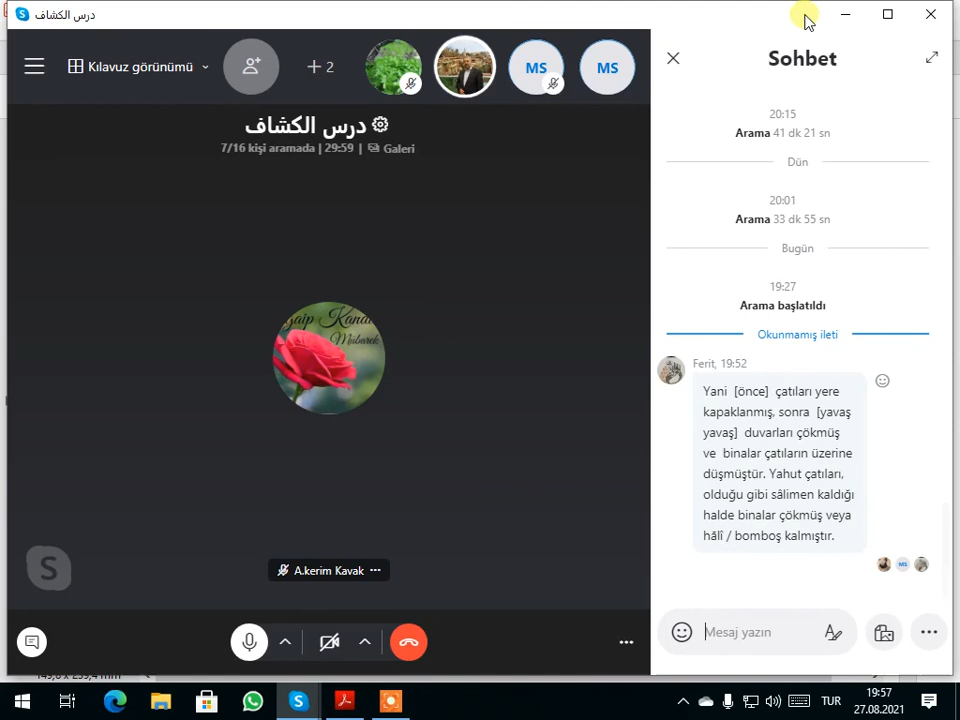 درس الكشاف
Kılavuz görünümü
+ 2
MS
MS
درس الكشاف
7/16 kişi aramada | 29:59 | Galeri
Kanda
Mübarek
A.kerim Kavak
Sohbet
20:15
Arama 41 dk 21 sn
Dün
20:01
Arama 33 dk 55 sn
Bugün
19:27
Arama başlatıldı
Okunmamış ileti
Ferit, 19:52
Yani [önce] çatıları yere
kapaklanmış, sonra [yavaş
yavaş] duvarları çökmüş
ve binalar çatıların üzerine
düşmüştür. Yahut çatıları,
olduğu gibi sâlimen kaldığı
halde binalar çökmüş veya
hâlî / bomboş kalmıştır.
MS
Mesaj yazın
TUR
19:57
27.08.2021